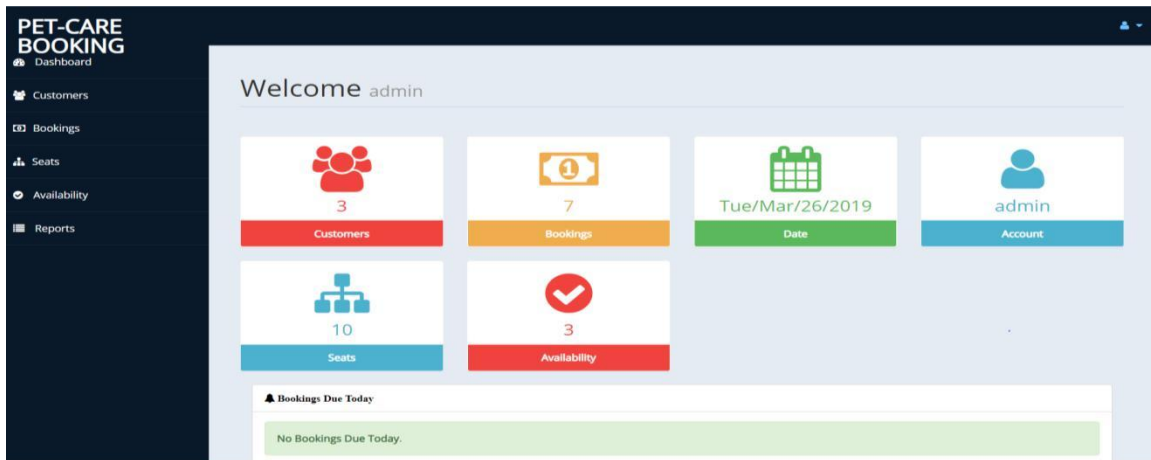 PET-CARE
BOOKING
Dashboard
Customers
Bookings
Seats
Availability
Reports
Welcome admin
3
Customers
1
7
Bookings
Tue/Mar/26/2019
Date
admin
Account
10
Seats
3
Availability
Bookings Due Today
No Bookings Due Today.